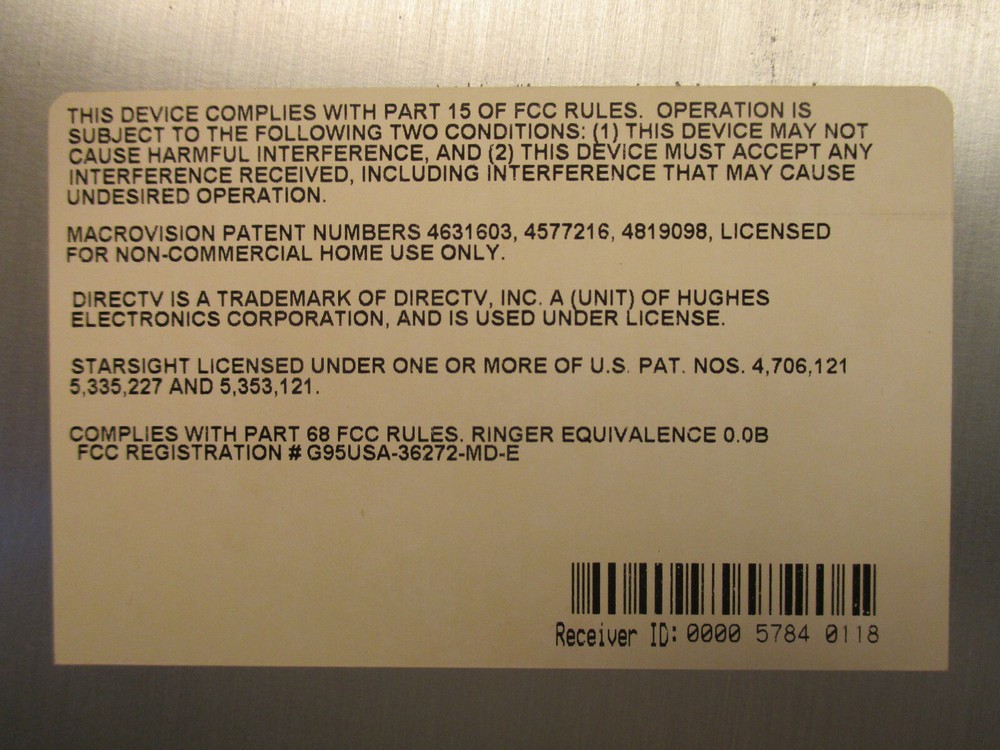 THIS DEVICE COMPLIES WITH PART 15 OF FCC RULES. OPERATION IS
SUBJECT TO THE FOLLOWING TWO CONDITIONS: (1) THIS DEVICE MAY NOT
CAUSE HARMFUL INTERFERENCE, AND (2) THIS DEVICE MUST ACCEPT ANY
INTERFERENCE RECEIVED, INCLUDING INTERFERENCE THAT MAY CAUSE
UNDESIRED OPERATION.
MACROVISION PATENT NUMBERS 4631603, 4577216, 4819098, LICENSED
FOR NON-COMMERCIAL HOME USE ONLY.
DIRECTV IS A TRADEMARK OF DIRECTV, INC. A (UNIT) OF HUGHES
ELECTRONICS CORPORATION, AND IS USED UNDER LICENSE.
STARSIGHT LICENSED UNDER ONE OR MORE OF U.S. PAT. NOS. 4,706,121
5,335,227 AND 5,353,121.
COMPLIES WITH PART 68 FCC RULES. RINGER EQUIVALENCE 0.0B
FCC REGISTRATION # G95USA-36272-MD-E
Receiver ID: 0000 5784 0118